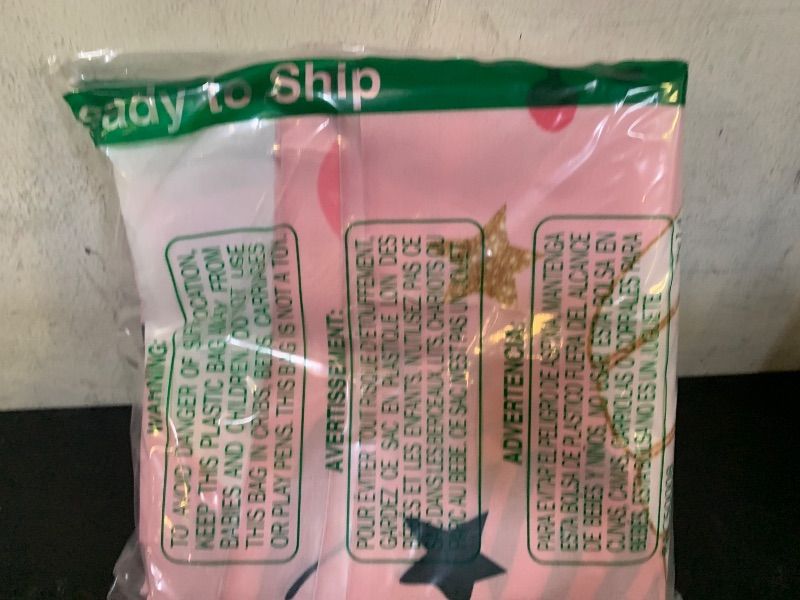 eady to Ship
WARNING:
TO AVOID DANGER OF SUFFOCATION,
KEEP THIS PLASTIC BAG AWAY FROM
BABIES AND CHILDREN. DO NOT USE
THIS BAG IN CRIBS, BEDS, CARRIAGES
OR PLAY PENS. THIS BAG IS NOT A TOY.
AVERTISSEMENT:
POUR EVITER TOUT RISQUE D'ETOUFFEMENT,
GARDEZ CE SAC EN PLASTIQUE LOIN DES
ET LES ENFANTS. N'UTILISEZ PAS CE
SAC DANS LES BERCEAUX, LITS, CHARIOTS OU
PARC AU BEBE. CE SAC N'EST PAS UN
ADVERTENCIA:
PARA EVITAR EL PELIGRO DE ASFIXIA, MANTENGA
ESTA BOLSA DE PLASTICO FUERA DEL ALCANCE
DE BEBES Y NINOS. NO USE ESTA BOLSA EN
CUNAS, CAMAS, CARRIOLAS O CORRALES PARA
BEBES. ESTA BOLSA NO ES UN JUGUETE